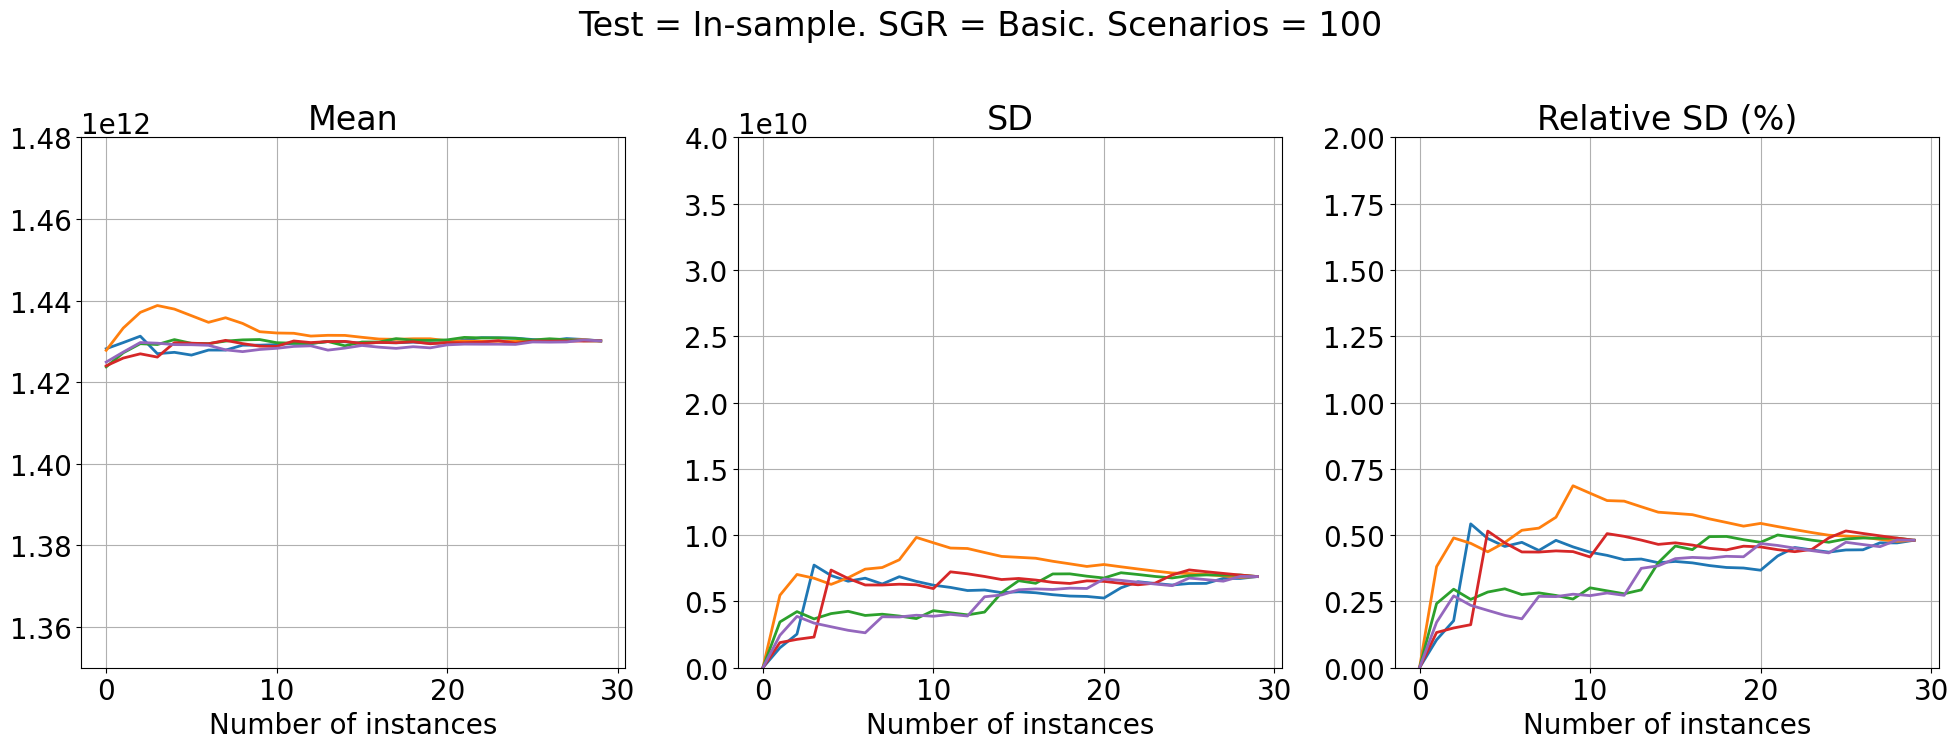 Test = In-sample. SGR = Basic. Scenarios = 100
Mean
1e12
1.48
1.46
1.44
1.42
1.40
1.38
1.36
0 10 20 30
Number of instances
SD
1e10
4.0
3.5
3.0
2.5
2.0
1.5
1.0
0.5
0.0
0 10 20 30
Number of instances
Relative SD (%)
2.00
1.75
1.50
1.25
1.00
0.75
0.50
0.25
0.00
0 10 20 30
Number of instances